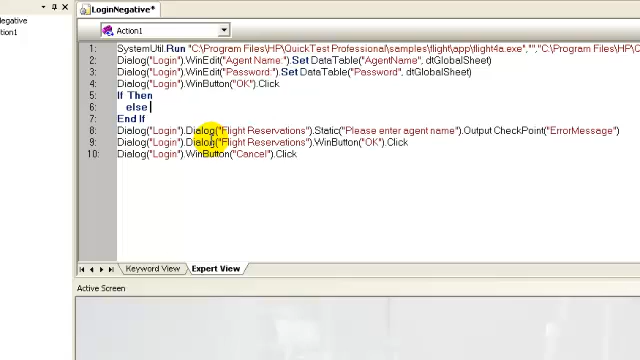 LoginNegative*
Negative
tion1
Action1
1: SystemUtil.Run "C:\Program Files\HP\QuickTest Professional\samples\flight\app\flight4a.exe","","C:\Program Files\HP\Q
2: Dialog("Login").WinEdit("Agent Name:").Set DataTable("AgentName", dtGlobalSheet)
3: Dialog("Login").WinEdit("Password:").Set DataTable("Password", dtGlobalSheet)
4: Dialog("Login").WinButton("OK").Click
5: If Then
6: else
7: End If
8: Dialog("Login").Dialog("Flight Reservations").Static("Please enter agent name").Output CheckPoint("ErrorMessage")
9: Dialog("Login").Dialog("Flight Reservations").WinButton("OK").Click
10: Dialog("Login").WinButton("Cancel").Click
Keyword View Expert View
Active Screen